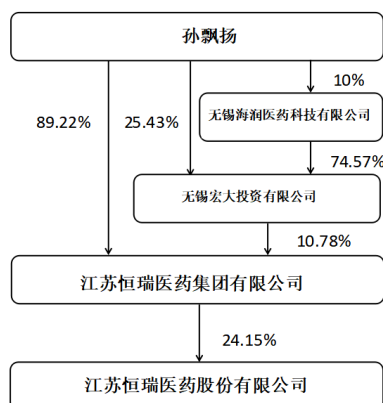 孙飘扬
10%
无锡海润医药科技有限公司
89.22%
25.43%
74.57%
无锡宏大投资有限公司
10.78%
江苏恒瑞医药集团有限公司
24.15%
江苏恒瑞医药股份有限公司